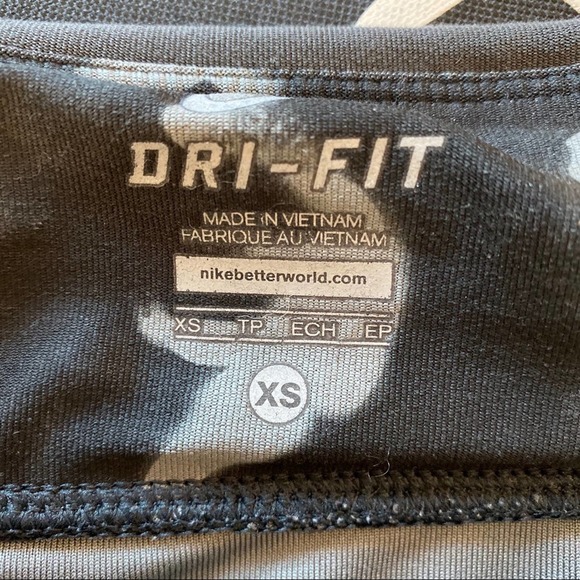 DRI-FIT
MADE IN VIETNAM
FABRIQUE AU VIETNAM
nikebetterworld.com
XS TP ECH EP
XS